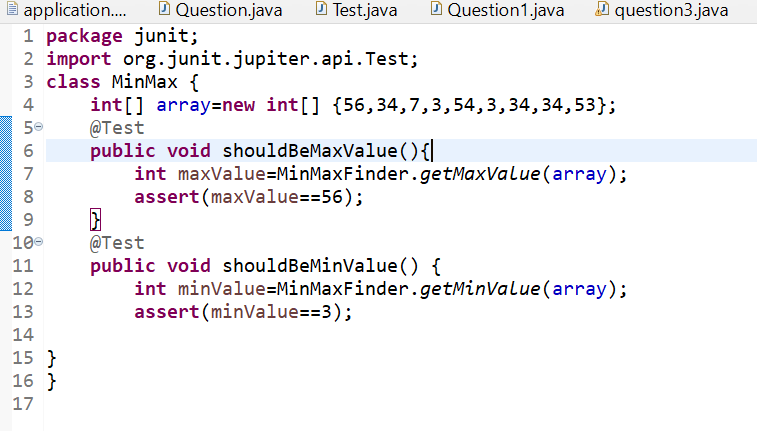 application.... Question.java Test.java Question1.java question3.java
1 package junit;
2 import org.junit.jupiter.api.Test;
3 class MinMax {
4     int[] array=new int[] {56,34,7,3,54,3,34,34,53};
5     @Test
6     public void shouldBeMaxValue(){
7         int maxValue=MinMaxFinder.getMaxValue(array);
8         assert(maxValue==56);
9     }
10     @Test
11     public void shouldBeMinValue() {
12         int minValue=MinMaxFinder.getMinValue(array);
13         assert(minValue==3);
14
15 }
16 }
17